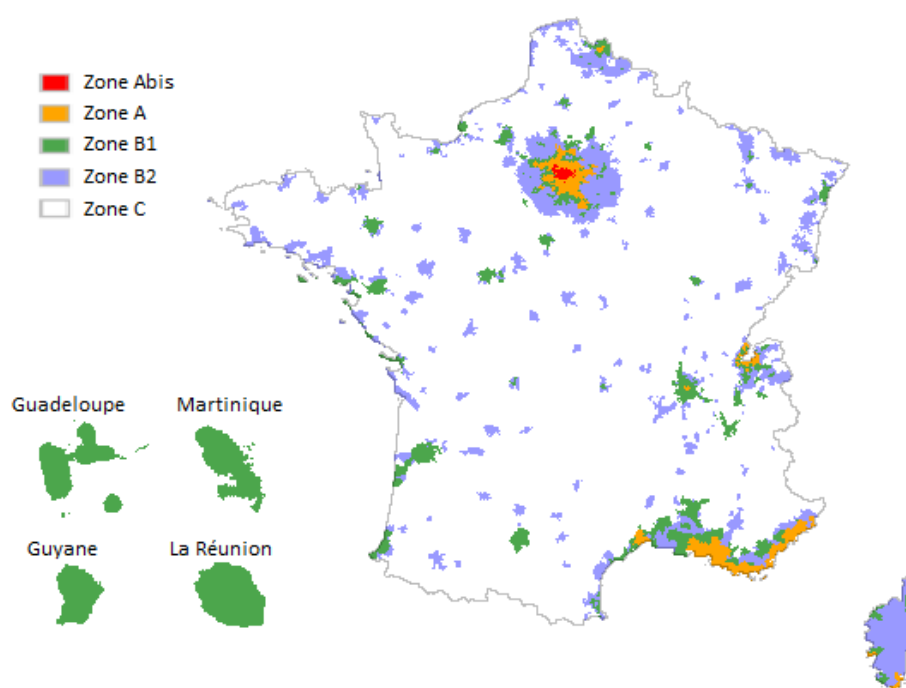 Zone Abis
Zone A
Zone B1
Zone B2
Zone C
Guadeloupe
Martinique
Guyane
La Réunion